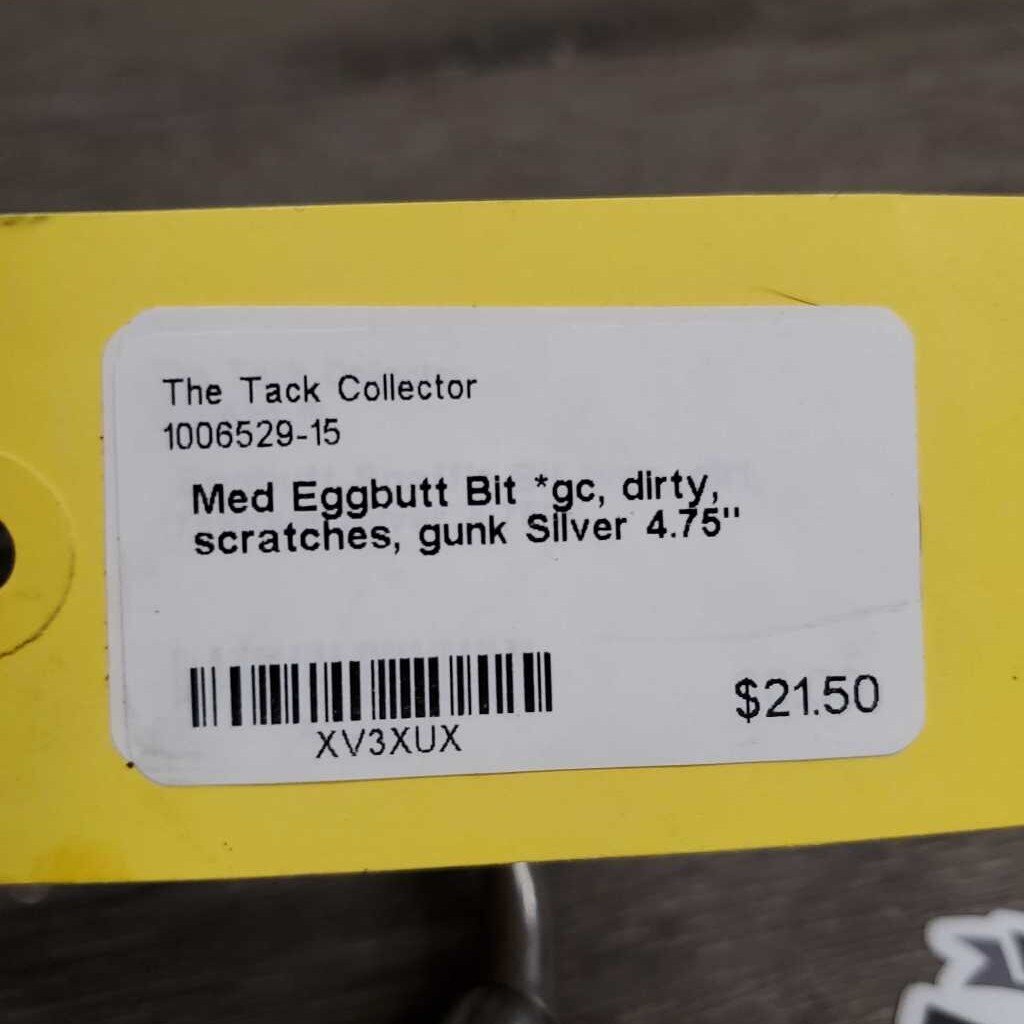 The Tack Collector
1006529-15
Med Eggbutt Bit *gc, dirty,
scratches, gunk Silver 4.75"
XV3XUX
$21.50